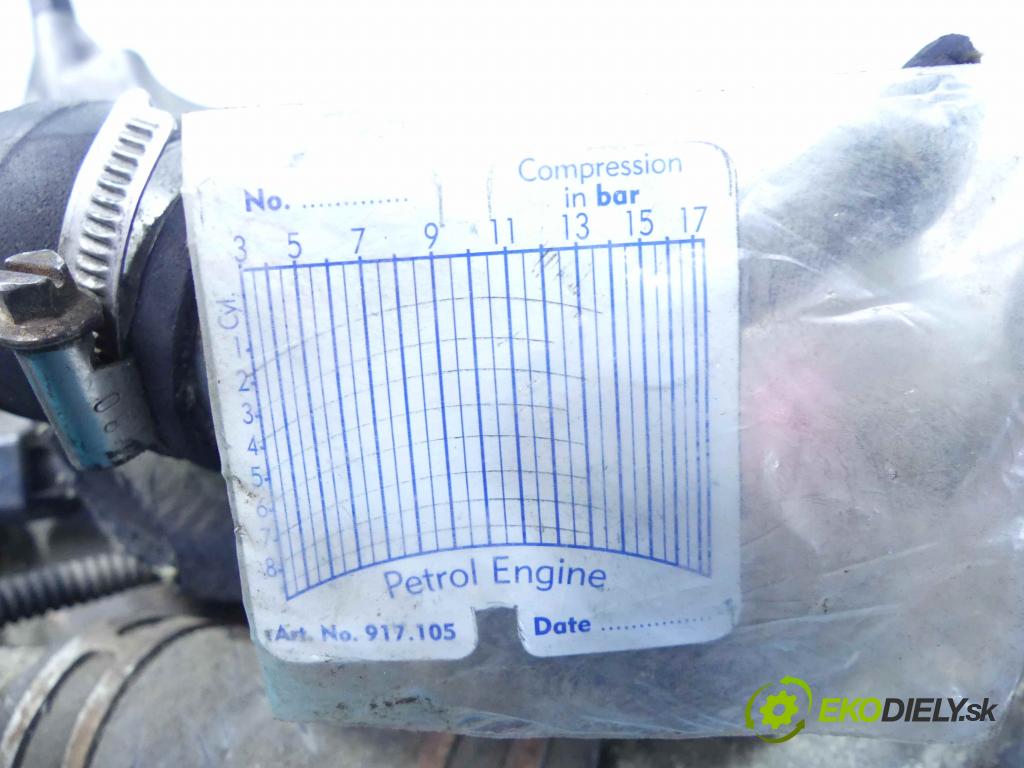 Compression
No. ............. in bar
3 5 7 9 11 13 15 17
Cyl.
1
2
3
4
5
6
7
8
Petrol Engine
Art. No. 917.105
Date ................
EKODIELY.sk